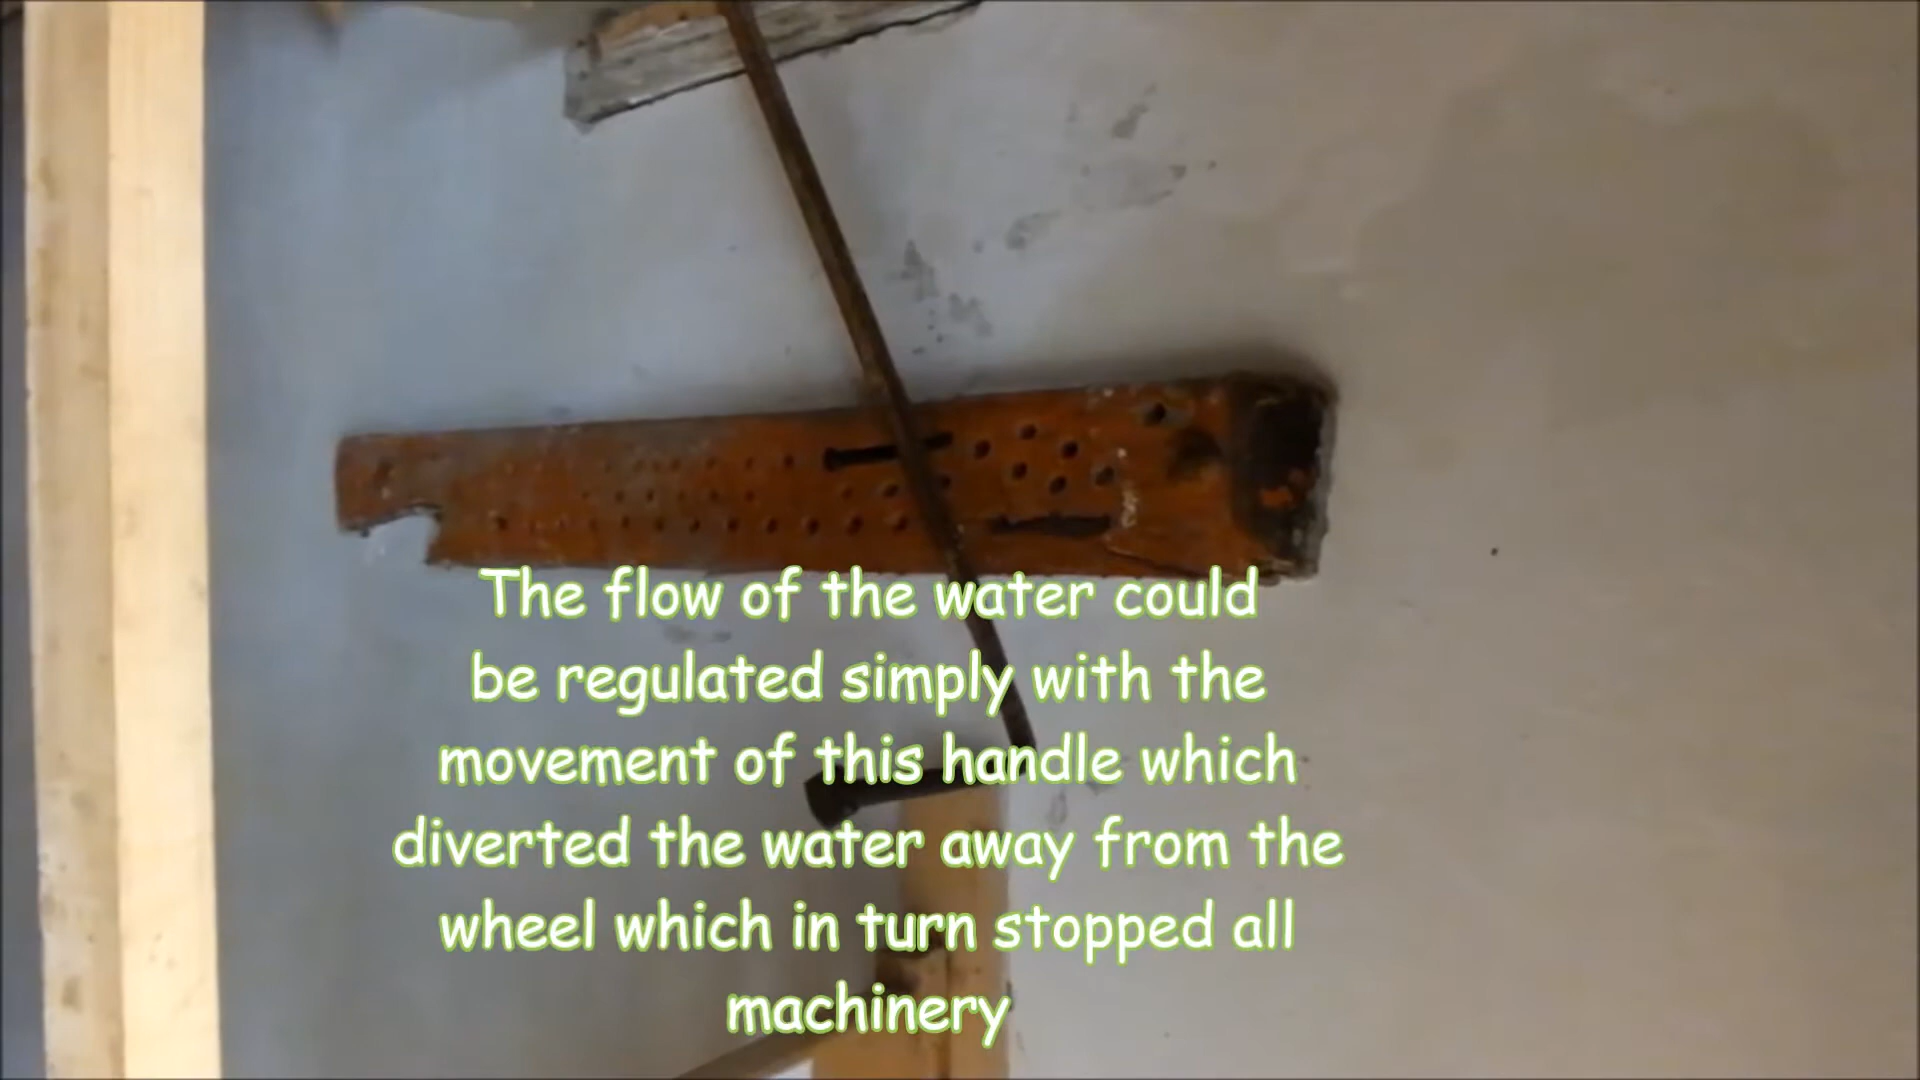 The flow of the water could
be regulated simply with the
movement of this handle which
diverted the water away from the
wheel which in turn stopped all
machinery